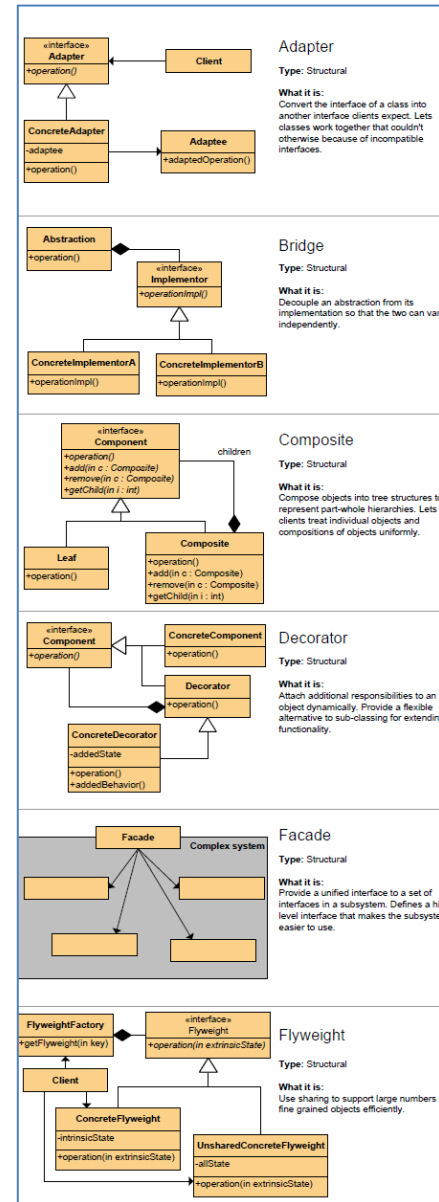 «interface»
Adapter
+operation()
Client
ConcreteAdapter
-adaptee
+operation()
Adaptee
+adaptedOperation()
Adapter
Type: Structural
What it is:
Convert the interface of a class into
another interface clients expect. Lets
classes work together that couldn't
otherwise because of incompatible
interfaces.
Abstraction
+operation()
«interface»
Implementor
+operationImpl()
ConcreteImplementorA
+operationImpl()
ConcreteImplementorB
+operationImpl()
Bridge
Type: Structural
What it is:
Decouple an abstraction from its
implementation so that the two can var
independently.
«interface»
Component
+operation()
+add(in c : Composite)
+remove(in c : Composite)
+getChild(in i : int)
children
Leaf
+operation()
Composite
+operation()
+add(in c : Composite)
+remove(in c : Composite)
+getChild(in i : int)
Composite
Type: Structural
What it is:
Compose objects into tree structures to
represent part-whole hierarchies. Lets
clients treat individual objects and
compositions of objects uniformly.
«interface»
Component
+operation()
ConcreteComponent
+operation()
Decorator
+operation()
ConcreteDecorator
-addedState
+operation()
+addedBehavior()
Decorator
Type: Structural
What it is:
Attach additional responsibilities to an
object dynamically. Provide a flexible
alternative to sub-classing for extendin
functionality.
Facade
Complex system
Facade
Type: Structural
What it is:
Provide a unified interface to a set of
interfaces in a subsystem. Defines a hi
level interface that makes the subsyste
easier to use.
FlyweightFactory
+getFlyweight(in key)
«interface»
Flyweight
+operation(in extrinsicState)
Client
ConcreteFlyweight
-intrinsicState
+operation(in extrinsicState)
UnsharedConcreteFlyweight
-allState
+operation(in extrinsicState)
Flyweight
Type: Structural
What it is:
Use sharing to support large numbers
fine grained objects efficiently.